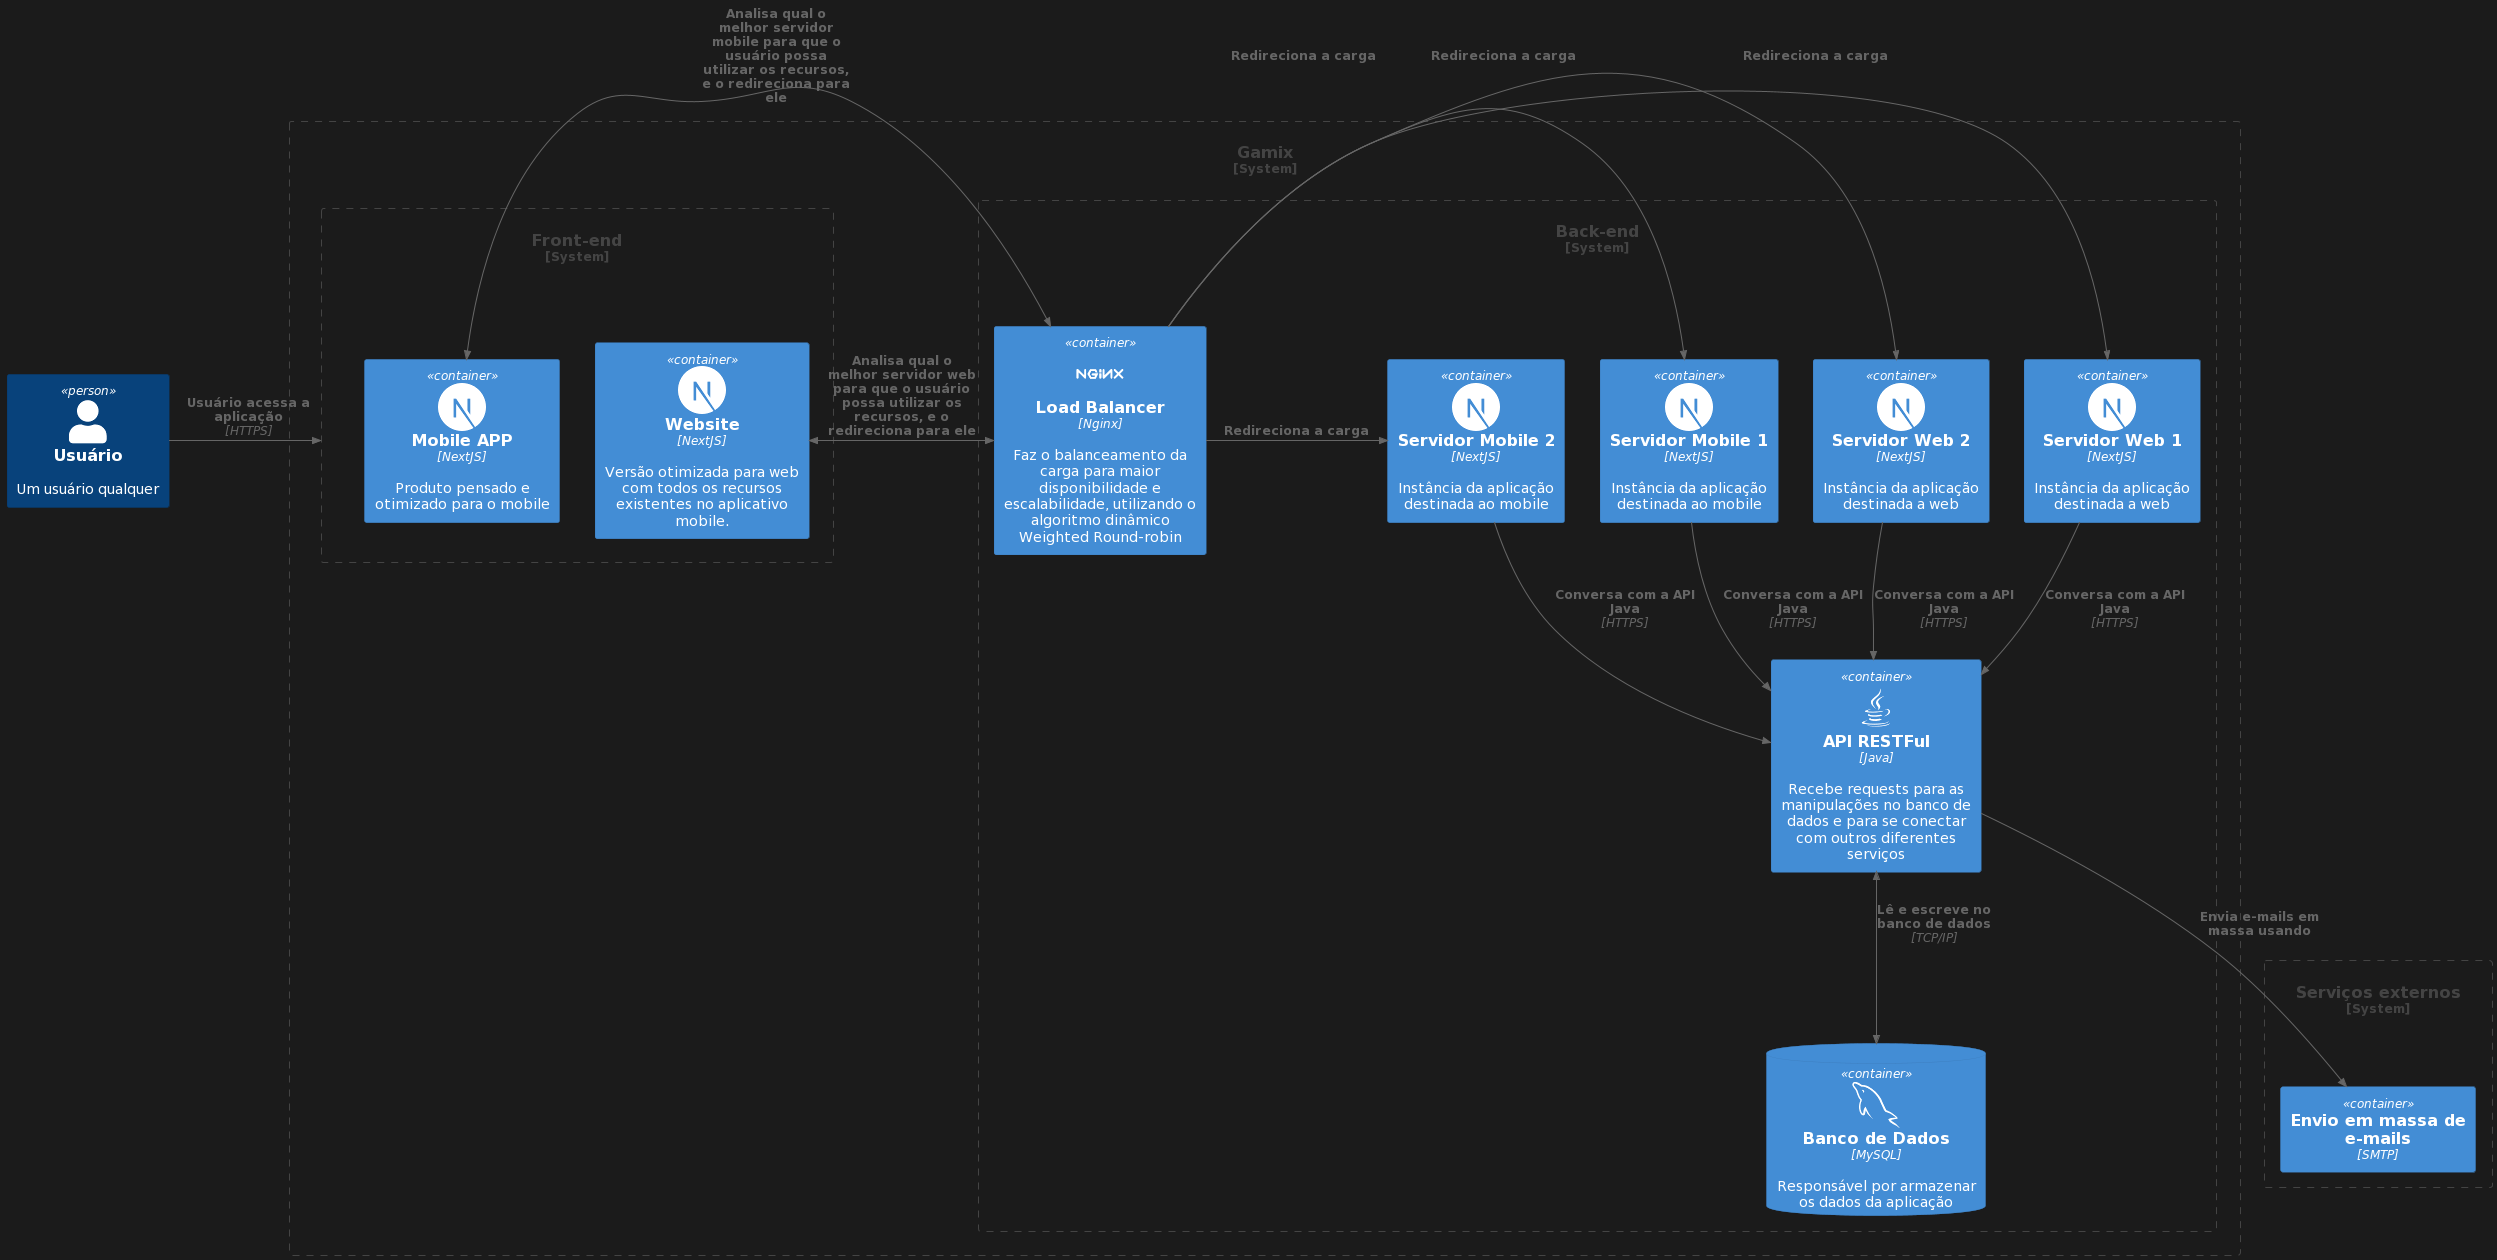 Analisa qual o
melhor servidor
mobile para que o
usuário possa
utilizar os recursos,
e o redireciona para
ele
Redireciona a carga
Redireciona a carga
Redireciona a carga
Gamix
[System]
Front-end
[System]
Back-end
[System]
«person»
Usuário
Um usuário qualquer
Usuário acessa a
aplicação
[HTTPS]
«container»
Mobile APP
[NextJS]
Produto pensado e
otimizado para o mobile
«container»
Website
[NextJS]
Versão otimizada para web
com todos os recursos
existentes no aplicativo
mobile.
Analisa qual o
melhor servidor web
para que o usuário
possa utilizar os
recursos, e o
redireciona para ele
«container»
NGINX
Load Balancer
[Nginx]
Faz o balanceamento da
carga para maior
disponibilidade e
escalabilidade, utilizando o
algoritmo dinâmico
Weighted Round-robin
Redireciona a carga
«container»
Servidor Mobile 2
[NextJS]
Instância da aplicação
destinada ao mobile
«container»
Servidor Mobile 1
[NextJS]
Instância da aplicação
destinada ao mobile
«container»
Servidor Web 2
[NextJS]
Instância da aplicação
destinada a web
«container»
Servidor Web 1
[NextJS]
Instância da aplicação
destinada a web
Conversa com a API
Java
[HTTPS]
Conversa com a API
Java
[HTTPS]
Conversa com a API
Java
[HTTPS]
Conversa com a API
Java
[HTTPS]
«container»
API RESTFul
[Java]
Recebe requests para as
manipulações no banco de
dados e para se conectar
com outros diferentes
serviços
Lê e escreve no
banco de dados
[TCP/IP]
Envia e-mails em
massa usando
Serviços externos
[System]
«container»
Banco de Dados
[MySQL]
Responsável por armazenar
os dados da aplicação
«container»
Envio em massa de
e-mails
[SMTP]